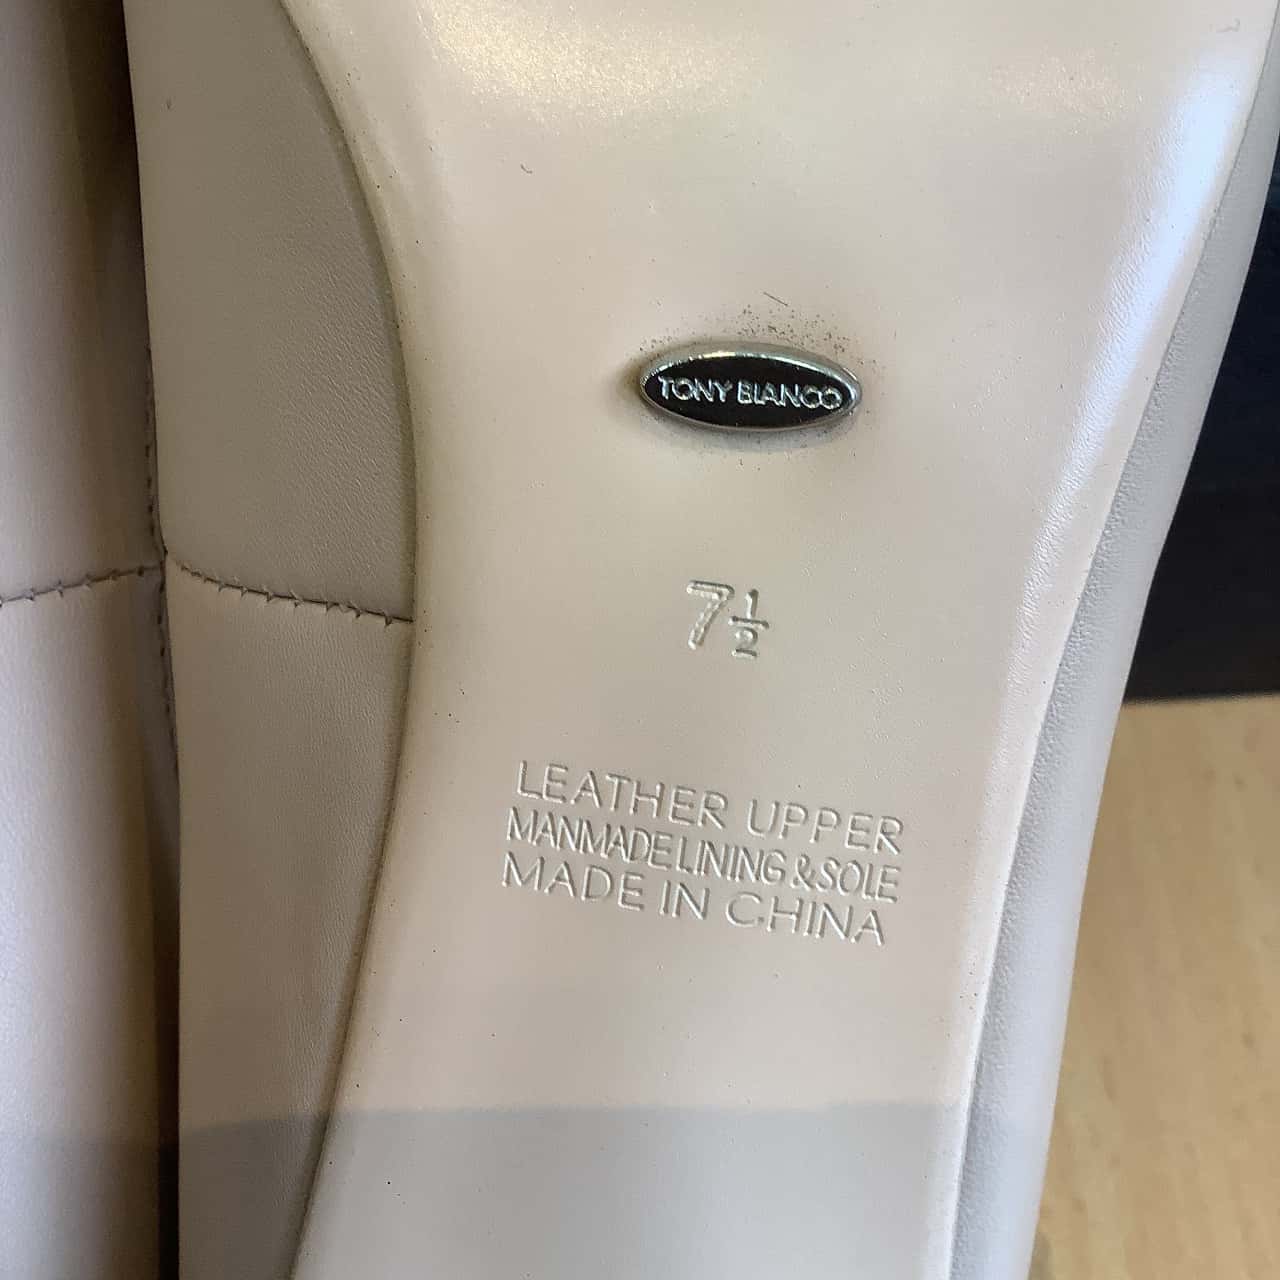 TONY BIANCO
7½
LEATHER UPPER
MANMADE LINING & SOLE
MADE IN CHINA